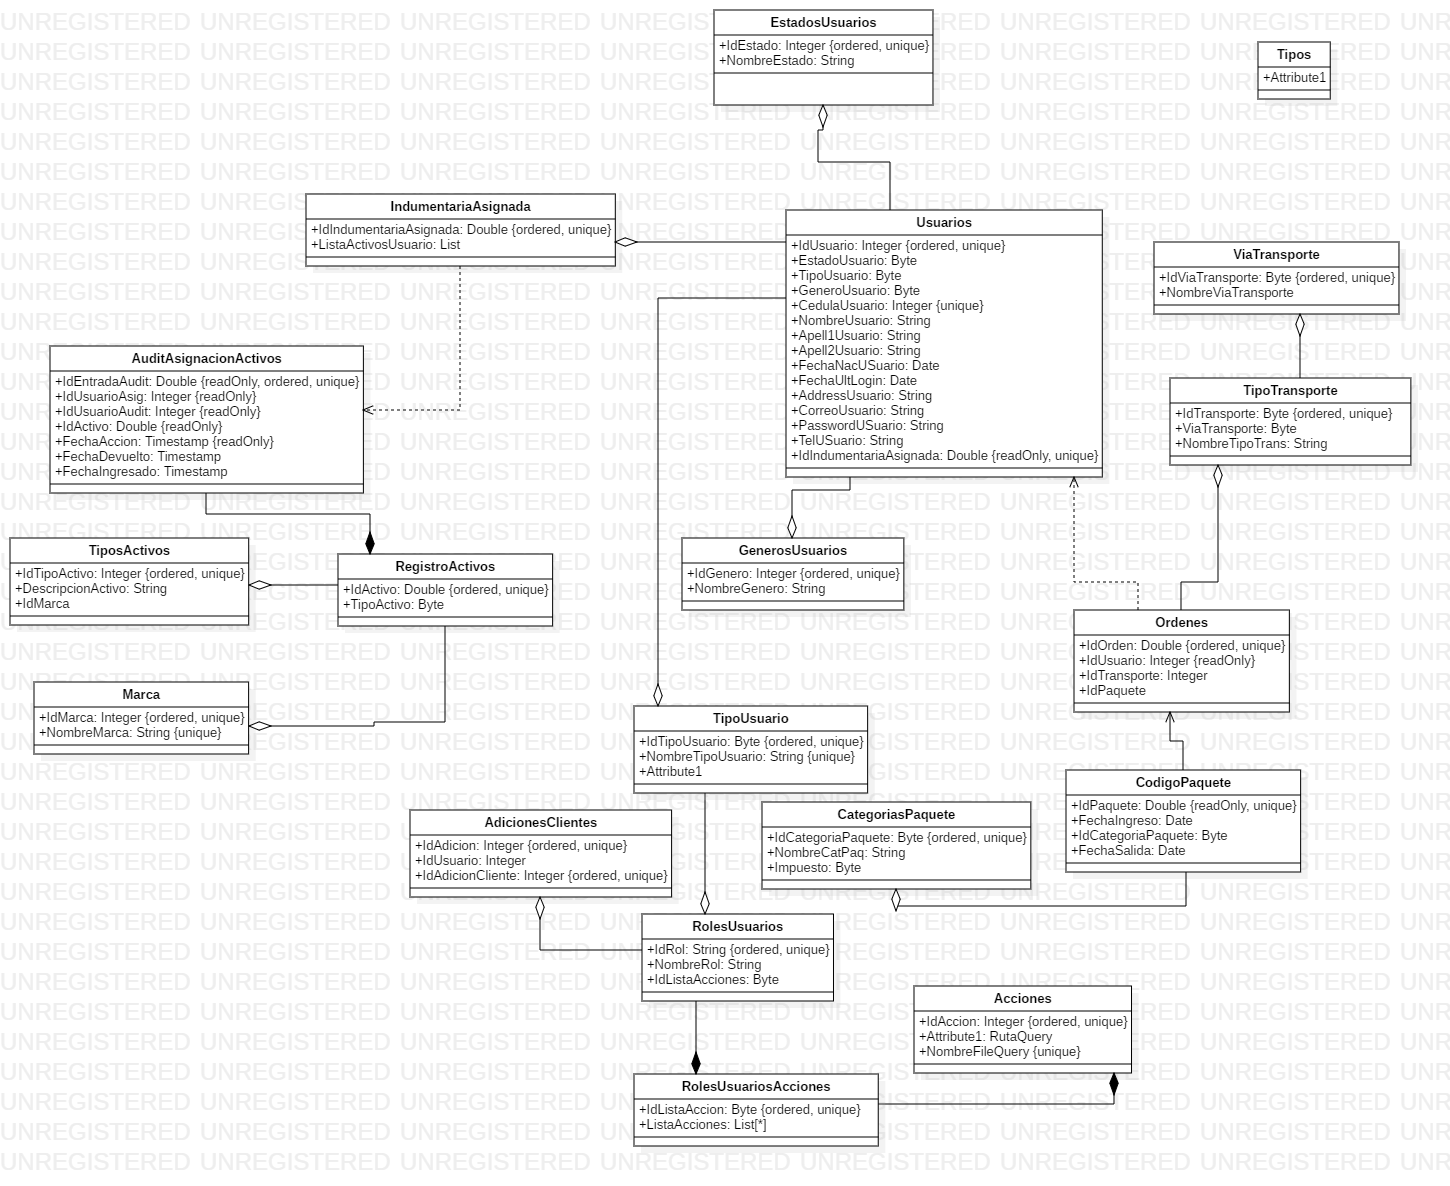 EstadosUsuarios
+IdEstado: Integer {ordered, unique}
+NombreEstado: String
Tipos
+Attribute1
IndumentariaAsignada
+IdIndumentariaAsignada: Double {ordered, unique}
+ListaActivosUsuario: List
Usuarios
+IdUsuario: Integer {ordered, unique}
+EstadoUsuario: Byte
+TipoUsuario: Byte
+GeneroUsuario: Byte
+CedulaUsuario: Integer {unique}
+NombreUsuario: String
+Apell1Usuario: String
+Apell2Usuario: String
+FechaNacUSuario: Date
+FechaUltLogin: Date
+AddressUsuario: String
+CorreoUsuario: String
+PasswordUSuario: String
+TelUSuario: String
+IdIndumentariaAsignada: Double {readOnly, unique}
ViaTransporte
+IdViaTransporte: Byte {ordered, unique}
+NombreViaTransporte
AuditAsignacionActivos
+IdEntradaAudit: Double {readOnly, ordered, unique}
+IdUsuarioAsig: Integer {readOnly}
+IdUsuarioAudit: Integer {readOnly}
+IdActivo: Double {readOnly}
+FechaAccion: Timestamp {readOnly}
+FechaDevuelto: Timestamp
+FechaIngresado: Timestamp
TipoTransporte
+IdTransporte: Byte {ordered, unique}
+ViaTransporte: Byte
+NombreTipoTrans: String
TiposActivos
+IdTipoActivo: Integer {ordered, unique}
+DescripcionActivo: String
+IdMarca
RegistroActivos
+IdActivo: Double {ordered, unique}
+TipoActivo: Byte
GenerosUsuarios
+IdGenero: Integer {ordered, unique}
+NombreGenero: String
Ordenes
+IdOrden: Double {ordered, unique}
+IdUsuario: Integer {readOnly}
+IdTransporte: Integer
+IdPaquete
Marca
+IdMarca: Integer {ordered, unique}
+NombreMarca: String {unique}
TipoUsuario
+IdTipoUsuario: Byte {ordered, unique}
+NombreTipoUsuario: String {unique}
+Attribute1
CodigoPaquete
+IdPaquete: Double {readOnly, unique}
+FechaIngreso: Date
+IdCategoriaPaquete: Byte
+FechaSalida: Date
AdicionesClientes
+IdAdicion: Integer {ordered, unique}
+IdUsuario: Integer
+IdAdicionCliente: Integer {ordered, unique}
CategoriasPaquete
+IdCategoriaPaquete: Byte {ordered, unique}
+NombreCatPaq: String
+Impuesto: Byte
RolesUsuarios
+IdRol: String {ordered, unique}
+NombreRol: String
+IdListaAcciones: Byte
Acciones
+IdAccion: Integer {ordered, unique}
+Attribute1: RutaQuery
+NombreFileQuery {unique}
RolesUsuariosAcciones
+IdListaAccion: Byte {ordered, unique}
+ListaAcciones: List[*]
UNREGISTERED